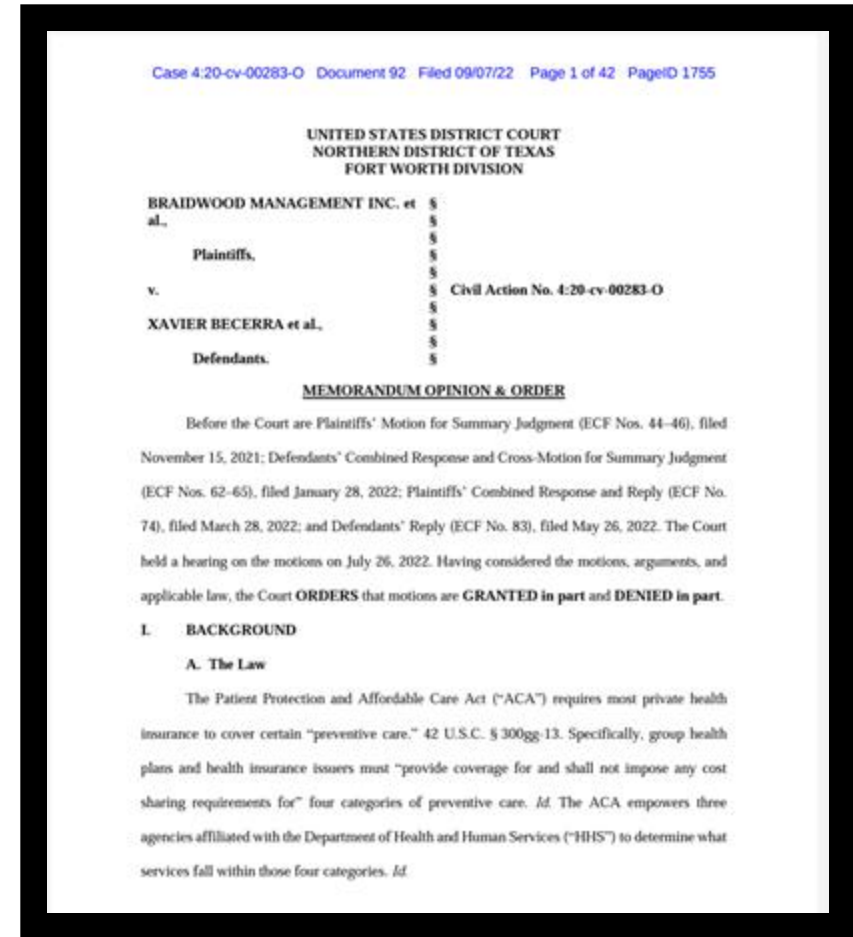 Case 4:20-cv-00283-O Document 92 Filed 09/07/22 Page 1 of 42 PageID 1755
UNITED STATES DISTRICT COURT
NORTHERN DISTRICT OF TEXAS
FORT WORTH DIVISION
BRAIDWOOD MANAGEMENT INC. et §
al., §
§
Plaintiffs, §
§
v. § Civil Action No. 4:20-cv-00283-O
§
XAVIER BECERRA et al., §
§
Defendants. §
MEMORANDUM OPINION & ORDER
Before the Court are Plaintiffs’ Motion for Summary Judgment (ECF Nos. 44–46), filed
November 15, 2021; Defendants’ Combined Response and Cross-Motion for Summary Judgment
(ECF Nos. 62–65), filed January 28, 2022; Plaintiffs’ Combined Response and Reply (ECF No.
74), filed March 28, 2022; and Defendants’ Reply (ECF No. 83), filed May 26, 2022. The Court
held a hearing on the motions on July 26, 2022. Having considered the motions, arguments, and
applicable law, the Court ORDERS that motions are GRANTED in part and DENIED in part.
I. BACKGROUND
A. The Law
The Patient Protection and Affordable Care Act (“ACA”) requires most private health
insurance to cover certain “preventive care.” 42 U.S.C. § 300gg-13. Specifically, group health
plans and health insurance issuers must “provide coverage for and shall not impose any cost
sharing requirements for” four categories of preventive care. Id. The ACA empowers three
agencies affiliated with the Department of Health and Human Services (“HHS”) to determine what
services fall within those four categories. Id.